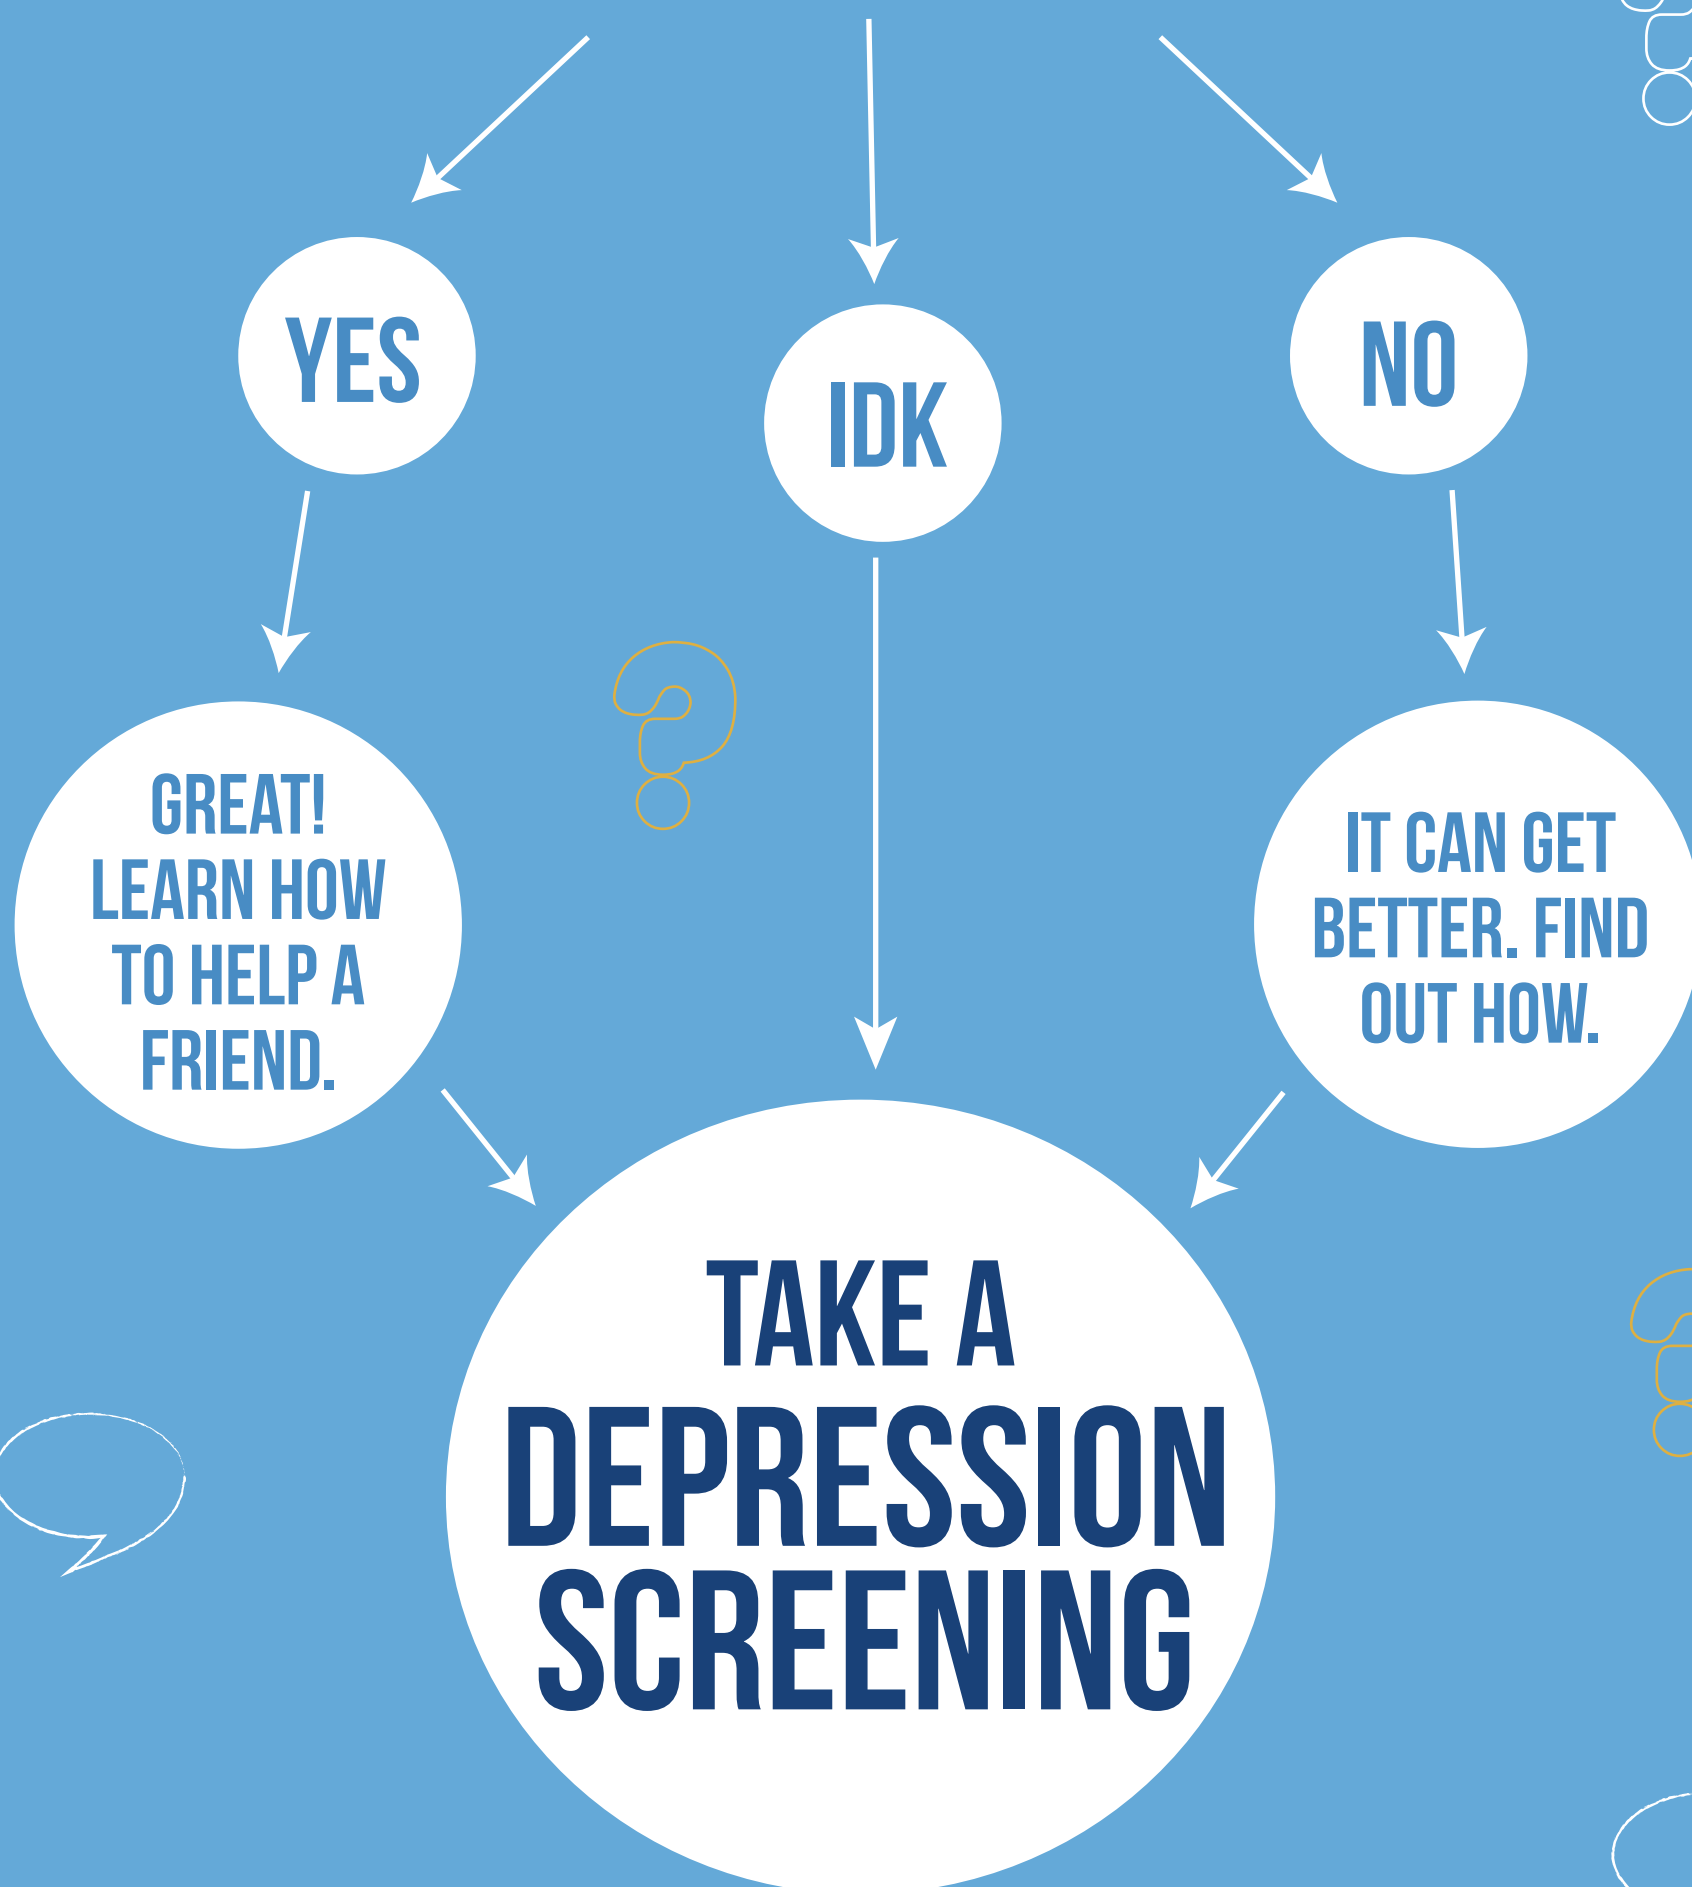 YES
IDK
NO
GREAT!
LEARN HOW
TO HELP A
FRIEND.
IT CAN GET
BETTER. FIND
OUT HOW.
TAKE A
DEPRESSION
SCREENING